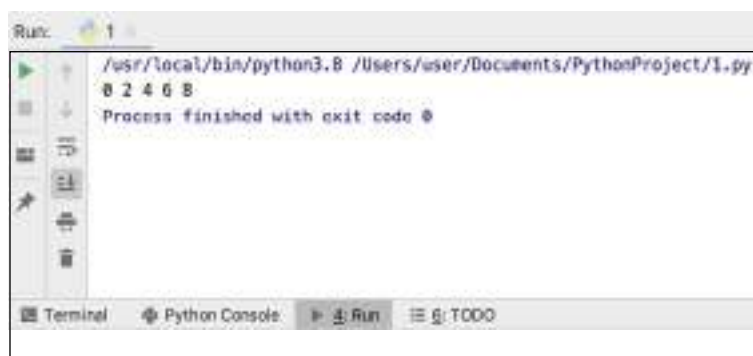 Run: 1
/usr/local/bin/python3.8 /Users/user/Documents/PythonProject/1.py
0 2 4 6 8
Process finished with exit code 0
Terminal Python Console 4: Run 6: TODO